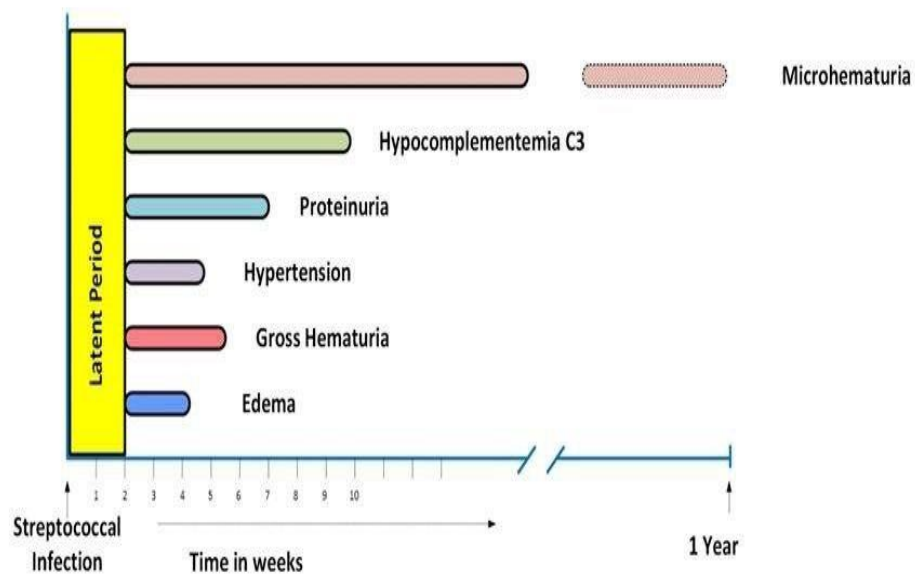 Microhematuria
Hypocomplementemia C3
Proteinuria
Hypertension
Gross Hematuria
Edema
Latent Period
1 2 3 4 5 6 7 8 9 10
Streptococcal
Infection
Time in weeks
1 Year